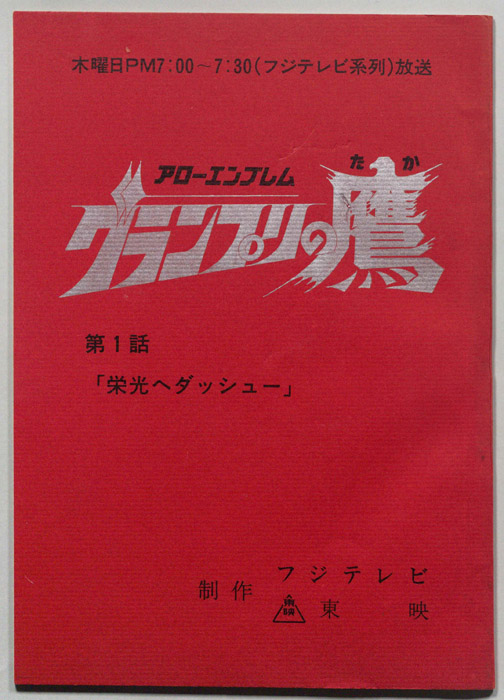 木曜日PM7:00〜7:30(フジテレビ系列)放送
アローエンブレム
グランプリの鷹
たか
第1話
「栄光へダッシュー」
制作 フジテレビ
東映 東映